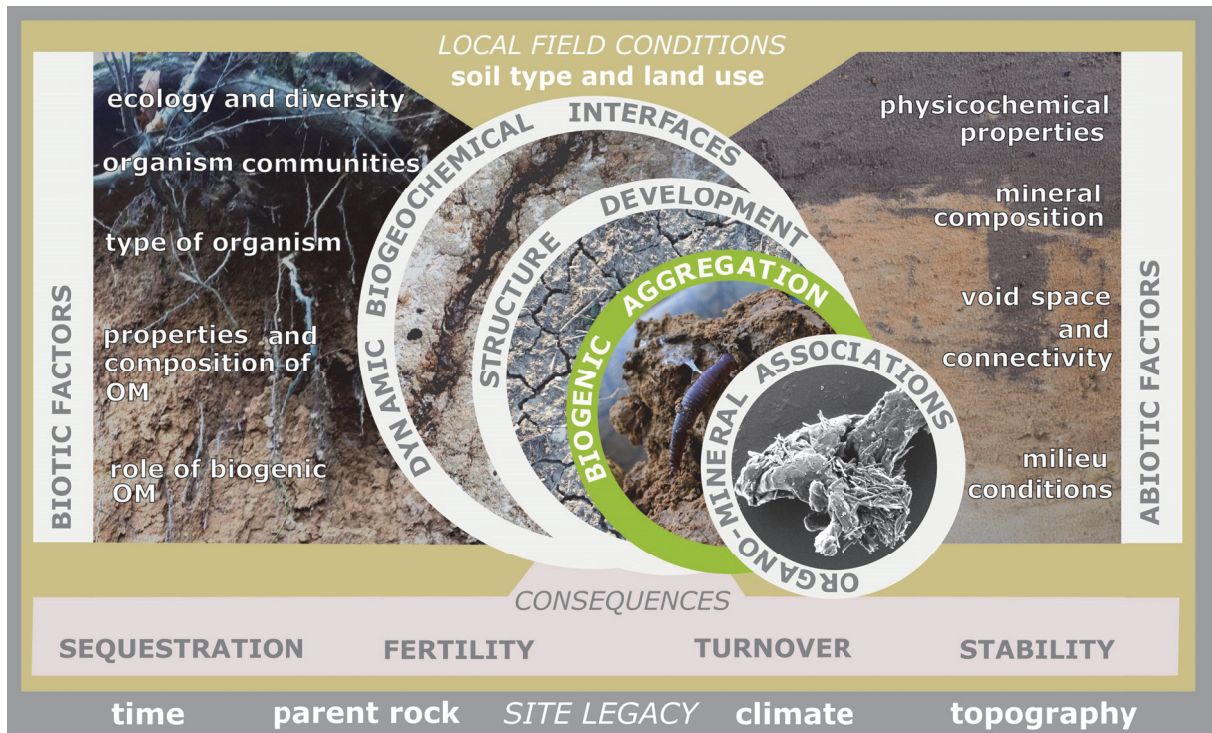 LOCAL FIELD CONDITIONS
soil type and land use
BIOTIC FACTORS
ecology and diversity
organism communities
type of organism
properties and
composition of
OM
role of biogenic
OM
DYNAMIC BIOGEOCHEMICAL INTERFACES
STRUCTURE DEVELOPMENT
BIOGENIC AGGREGATION
ORGANO-MINERAL ASSOCIATIONS
physicochemical
properties
mineral
composition
void space
and
connectivity
milieu
conditions
ABIOTIC FACTORS
CONSEQUENCES
SEQUESTRATION FERTILITY TURNOVER STABILITY
time parent rock SITE LEGACY climate topography